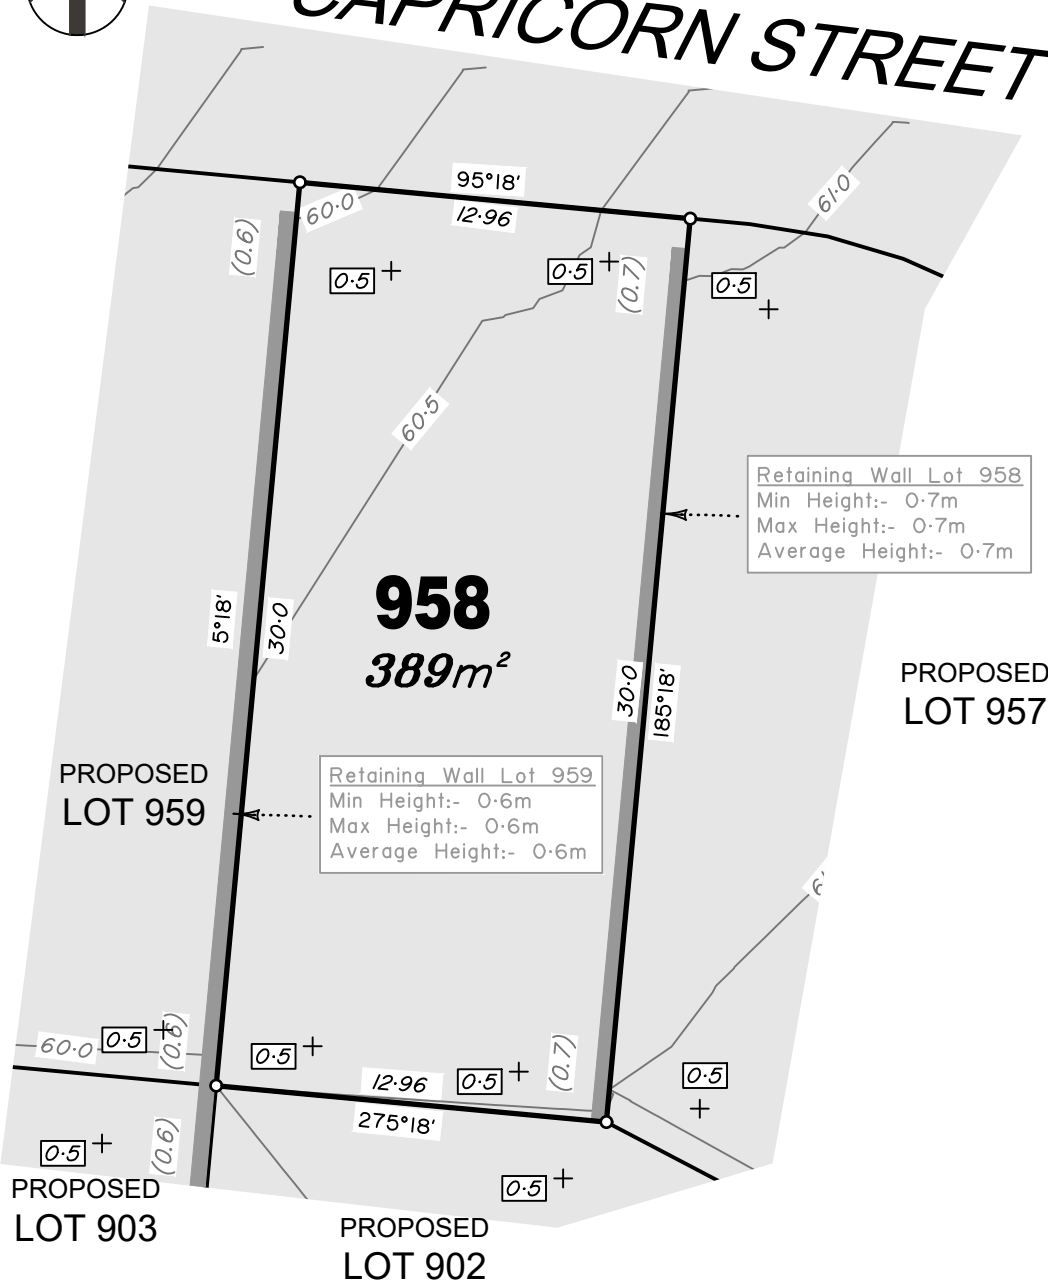 CAPRICORN STREET
95°18'
12·96
60·0
61·0
(0.6)
0·5
0·5
(0.7)
0·5
60·5
Retaining Wall Lot 958
Min Height:- 0·7m
Max Height:- 0·7m
Average Height:- 0·7m
958
389m²
5°18'
30·0
30·0
185°18'
PROPOSED
LOT 957
PROPOSED
LOT 959
Retaining Wall Lot 959
Min Height:- 0·6m
Max Height:- 0·6m
Average Height:- 0·6m
60·0
0·5
(0.6)
0·5
12·96
0·5
(0.7)
0·5
275°18'
0·5
(0.6)
0·5
PROPOSED
LOT 903
PROPOSED
LOT 902